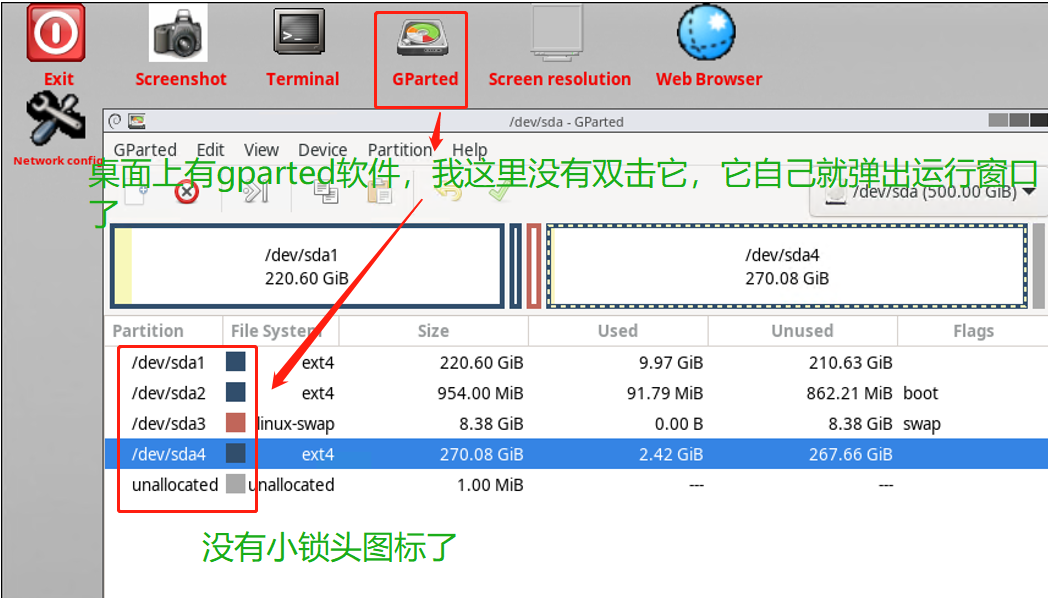 Exit
Screenshot
Terminal
GParted
Screen resolution
Web Browser
Network config
/dev/sda - GParted
GParted Edit View Device Partition Help
桌面上有gparted软件，我这里没有双击它，它自己就弹出运行窗口
了
/dev/sda (500.00 GiB)
/dev/sda1
220.60 GiB
/dev/sda4
270.08 GiB
Partition File System Size Used Unused Flags
/dev/sda1 ext4 220.60 GiB 9.97 GiB 210.63 GiB
/dev/sda2 ext4 954.00 MiB 91.79 MiB 862.21 MiB boot
/dev/sda3 linux-swap 8.38 GiB 0.00 B 8.38 GiB swap
/dev/sda4 ext4 270.08 GiB 2.42 GiB 267.66 GiB
unallocated unallocated 1.00 MiB --- ---
没有小锁头图标了